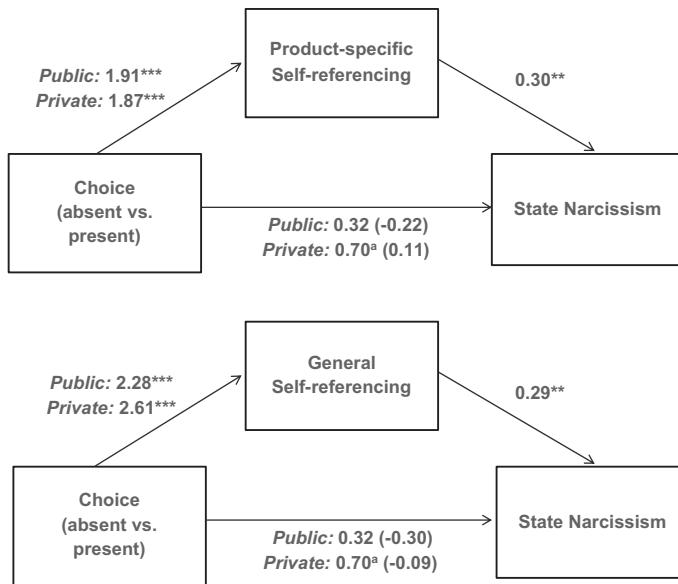 Product-specific
Self-referencing
Public: 1.91***
Private: 1.87***
0.30**
Choice
(absent vs.
present)
State Narcissism
Public: 0.32 (-0.22)
Private: 0.70ª (0.11)
General
Self-referencing
Public: 2.28***
Private: 2.61***
0.29**
Choice
(absent vs.
present)
State Narcissism
Public: 0.32 (-0.30)
Private: 0.70ª (-0.09)